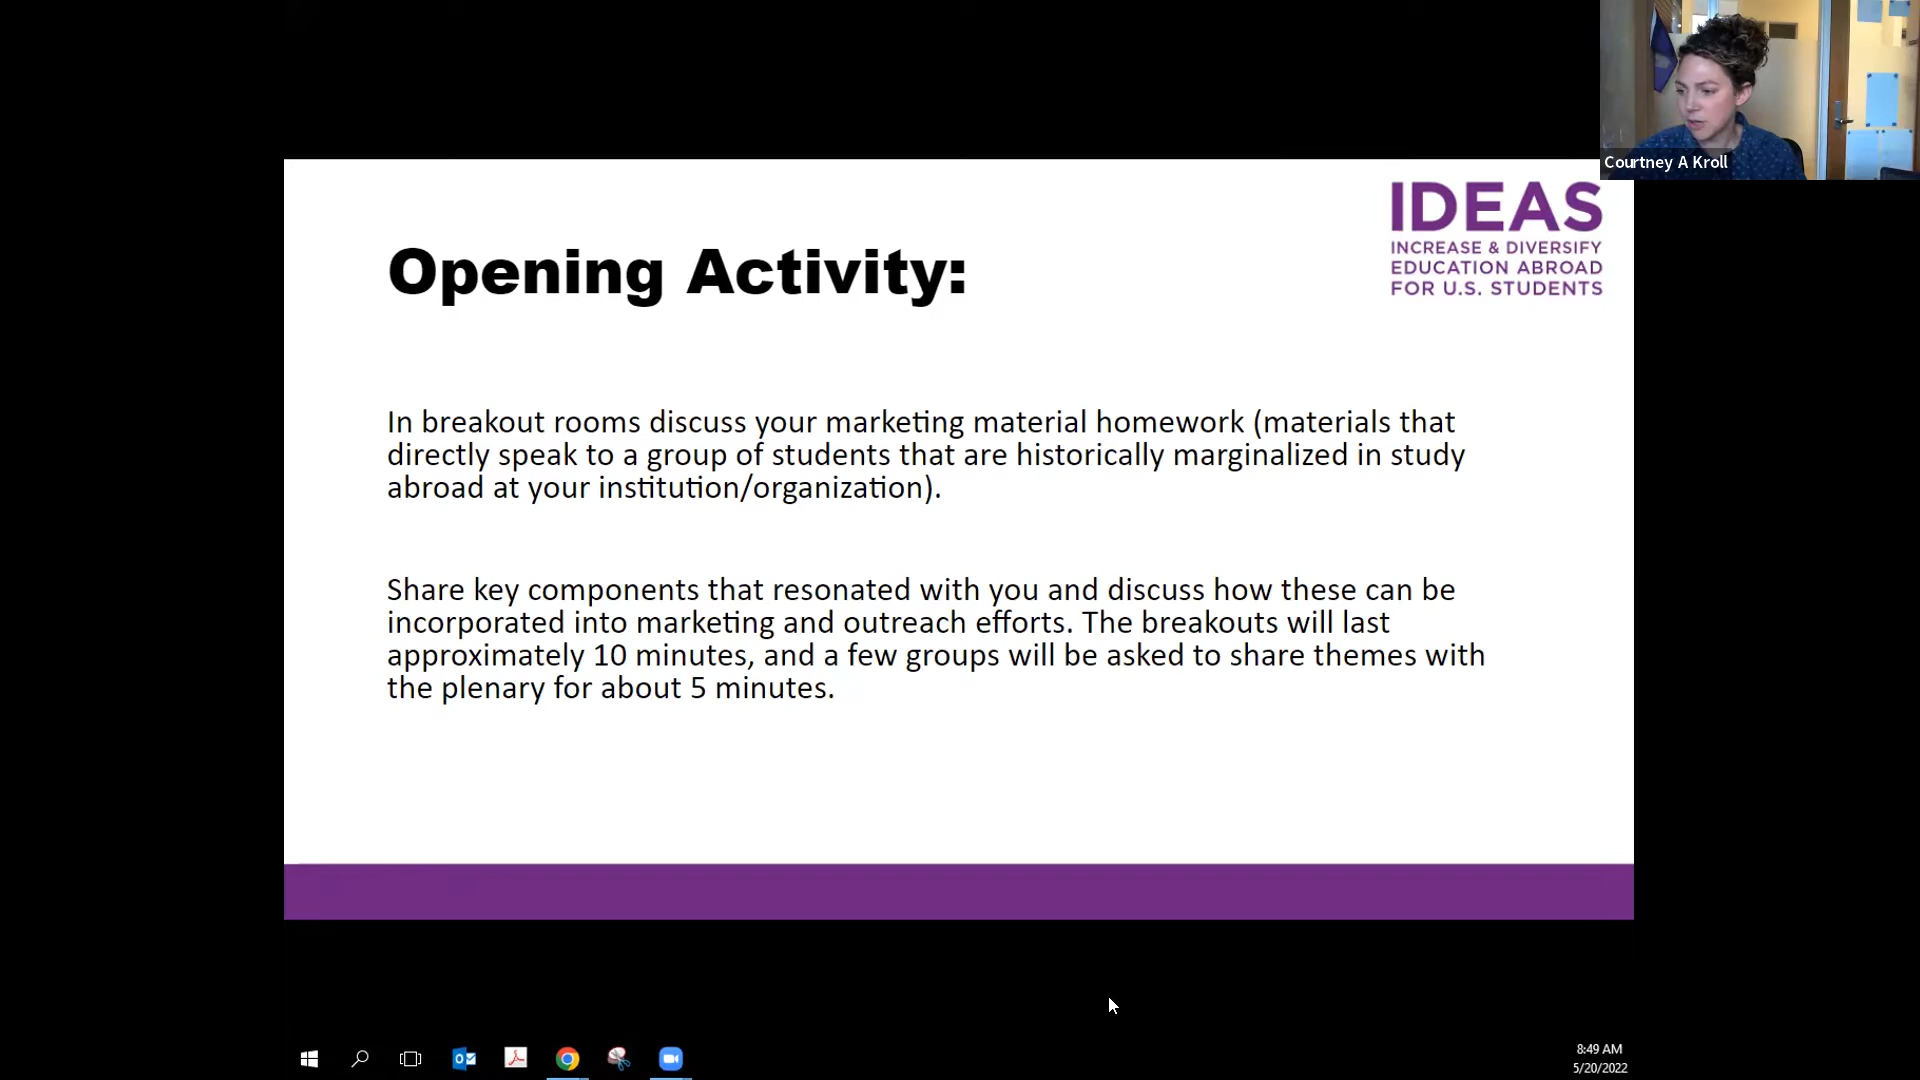 Courtney A Kroll
IDEAS
INCREASE & DIVERSIFY
EDUCATION ABROAD
FOR U.S. STUDENTS
Opening Activity:
In breakout rooms discuss your marketing material homework (materials that
directly speak to a group of students that are historically marginalized in study
abroad at your institution/organization).
Share key components that resonated with you and discuss how these can be
incorporated into marketing and outreach efforts. The breakouts will last
approximately 10 minutes, and a few groups will be asked to share themes with
the plenary for about 5 minutes.
8:49 AM
5/20/2022